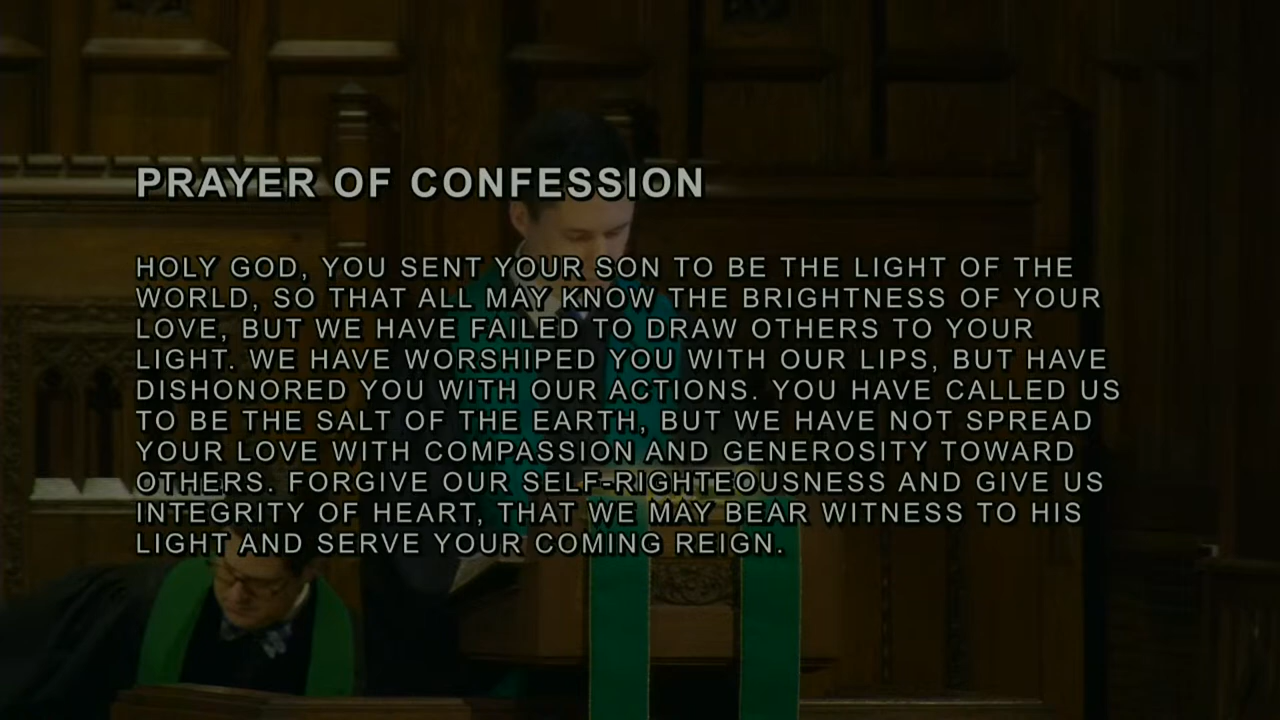 PRAYER OF CONFESSION
HOLY GOD, YOU SENT YOUR SON TO BE THE LIGHT OF THE
WORLD, SO THAT ALL MAY KNOW THE BRIGHTNESS OF YOUR
LOVE, BUT WE HAVE FAILED TO DRAW OTHERS TO YOUR
LIGHT. WE HAVE WORSHIPED YOU WITH OUR LIPS, BUT HAVE
DISHONORED YOU WITH OUR ACTIONS. YOU HAVE CALLED US
TO BE THE SALT OF THE EARTH, BUT WE HAVE NOT SPREAD
YOUR LOVE WITH COMPASSION AND GENEROSITY TOWARD
OTHERS. FORGIVE OUR SELF-RIGHTEOUSNESS AND GIVE US
INTEGRITY OF HEART, THAT WE MAY BEAR WITNESS TO HIS
LIGHT AND SERVE YOUR COMING REIGN.